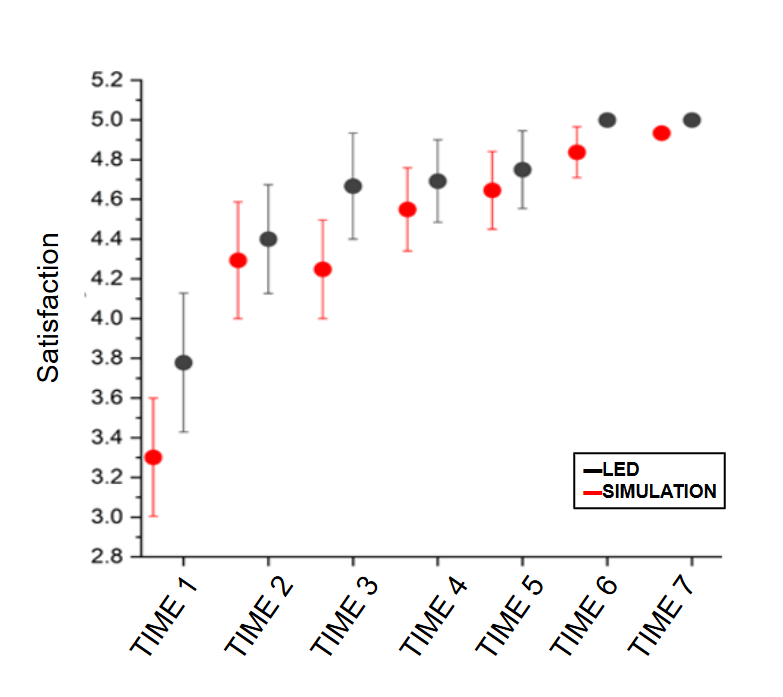 Satisfaction
5.2
5.0
4.8
4.6
4.4
4.2
4.0
3.8
3.6
3.4
3.2
3.0
2.8
LED
SIMULATION
TIME 1
TIME 2
TIME 3
TIME 4
TIME 5
TIME 6
TIME 7